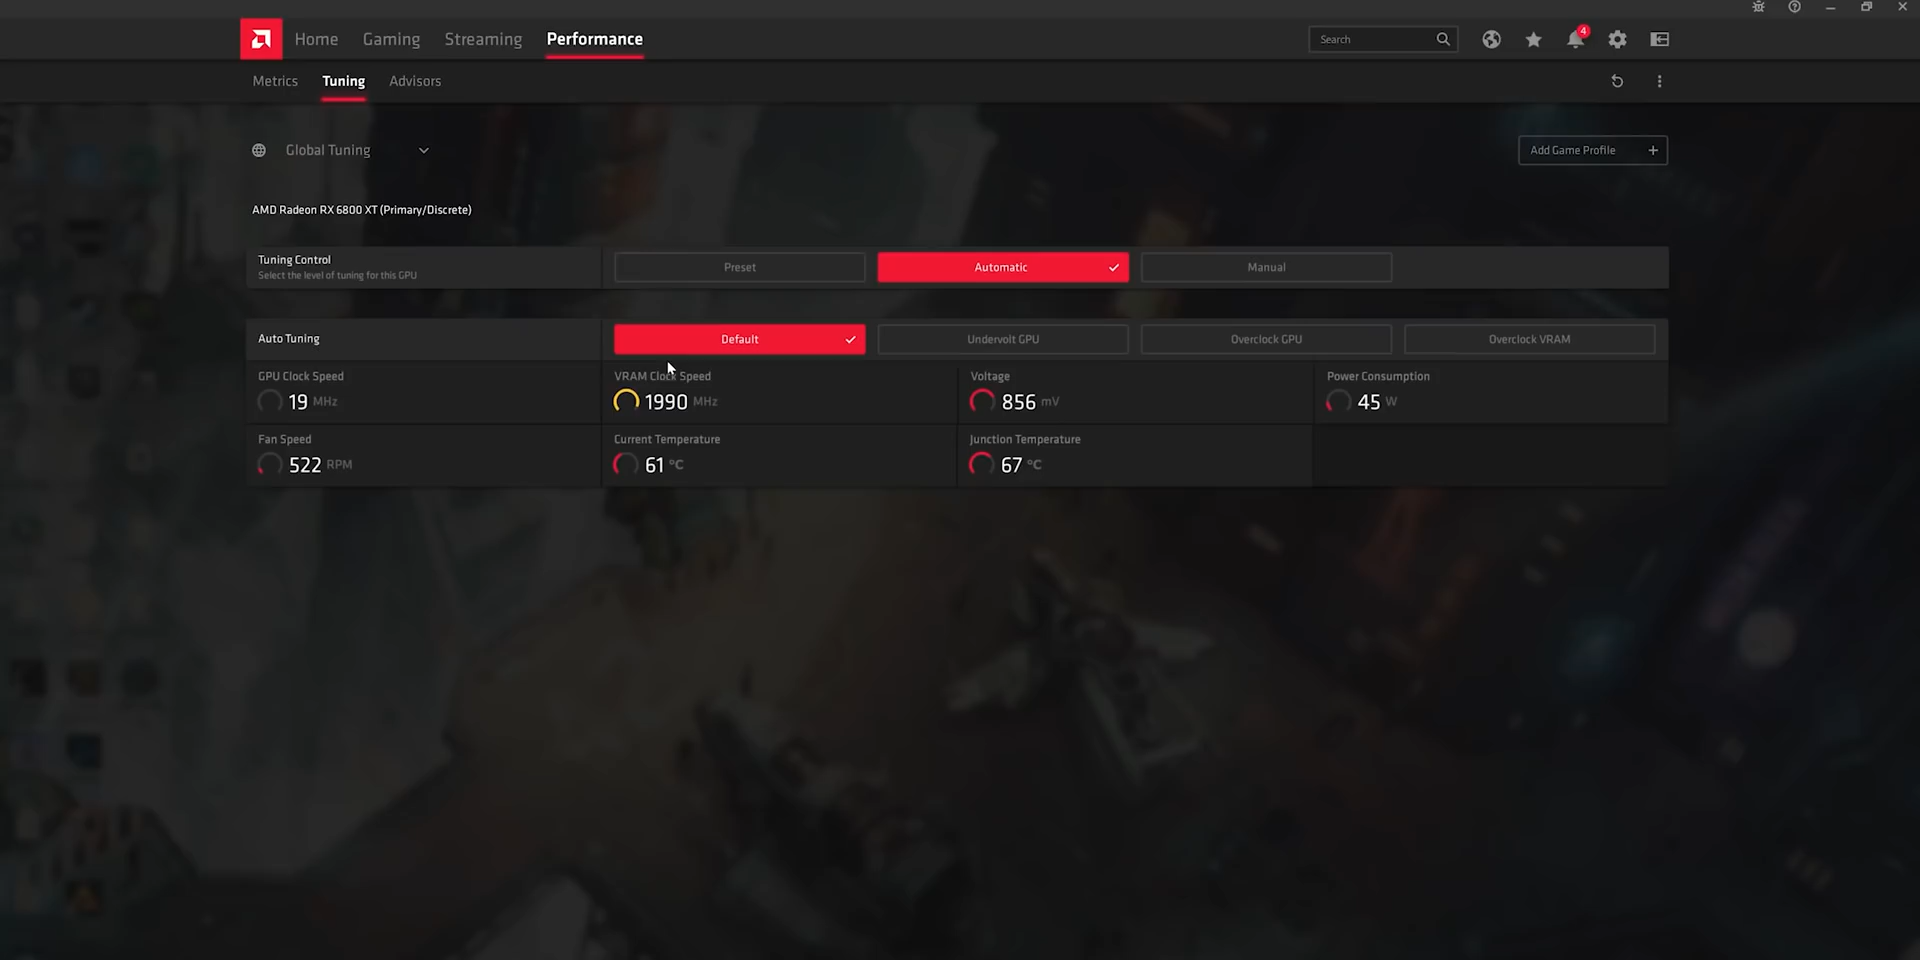 Home Gaming Streaming Performance Search 4
Metrics Tuning Advisors
Global Tuning Add Game Profile +
AMD Radeon RX 6800 XT (Primary/Discrete)
Tuning Control Preset Automatic Manual
Select the level of tuning for this GPU
Auto Tuning Default Undervolt GPU Overclock GPU Overclock VRAM
GPU Clock Speed VRAM Clock Speed Voltage Power Consumption
19 MHz 1990 MHz 856 mV 45 W
Fan Speed Current Temperature Junction Temperature
522 RPM 61 °C 67 °C